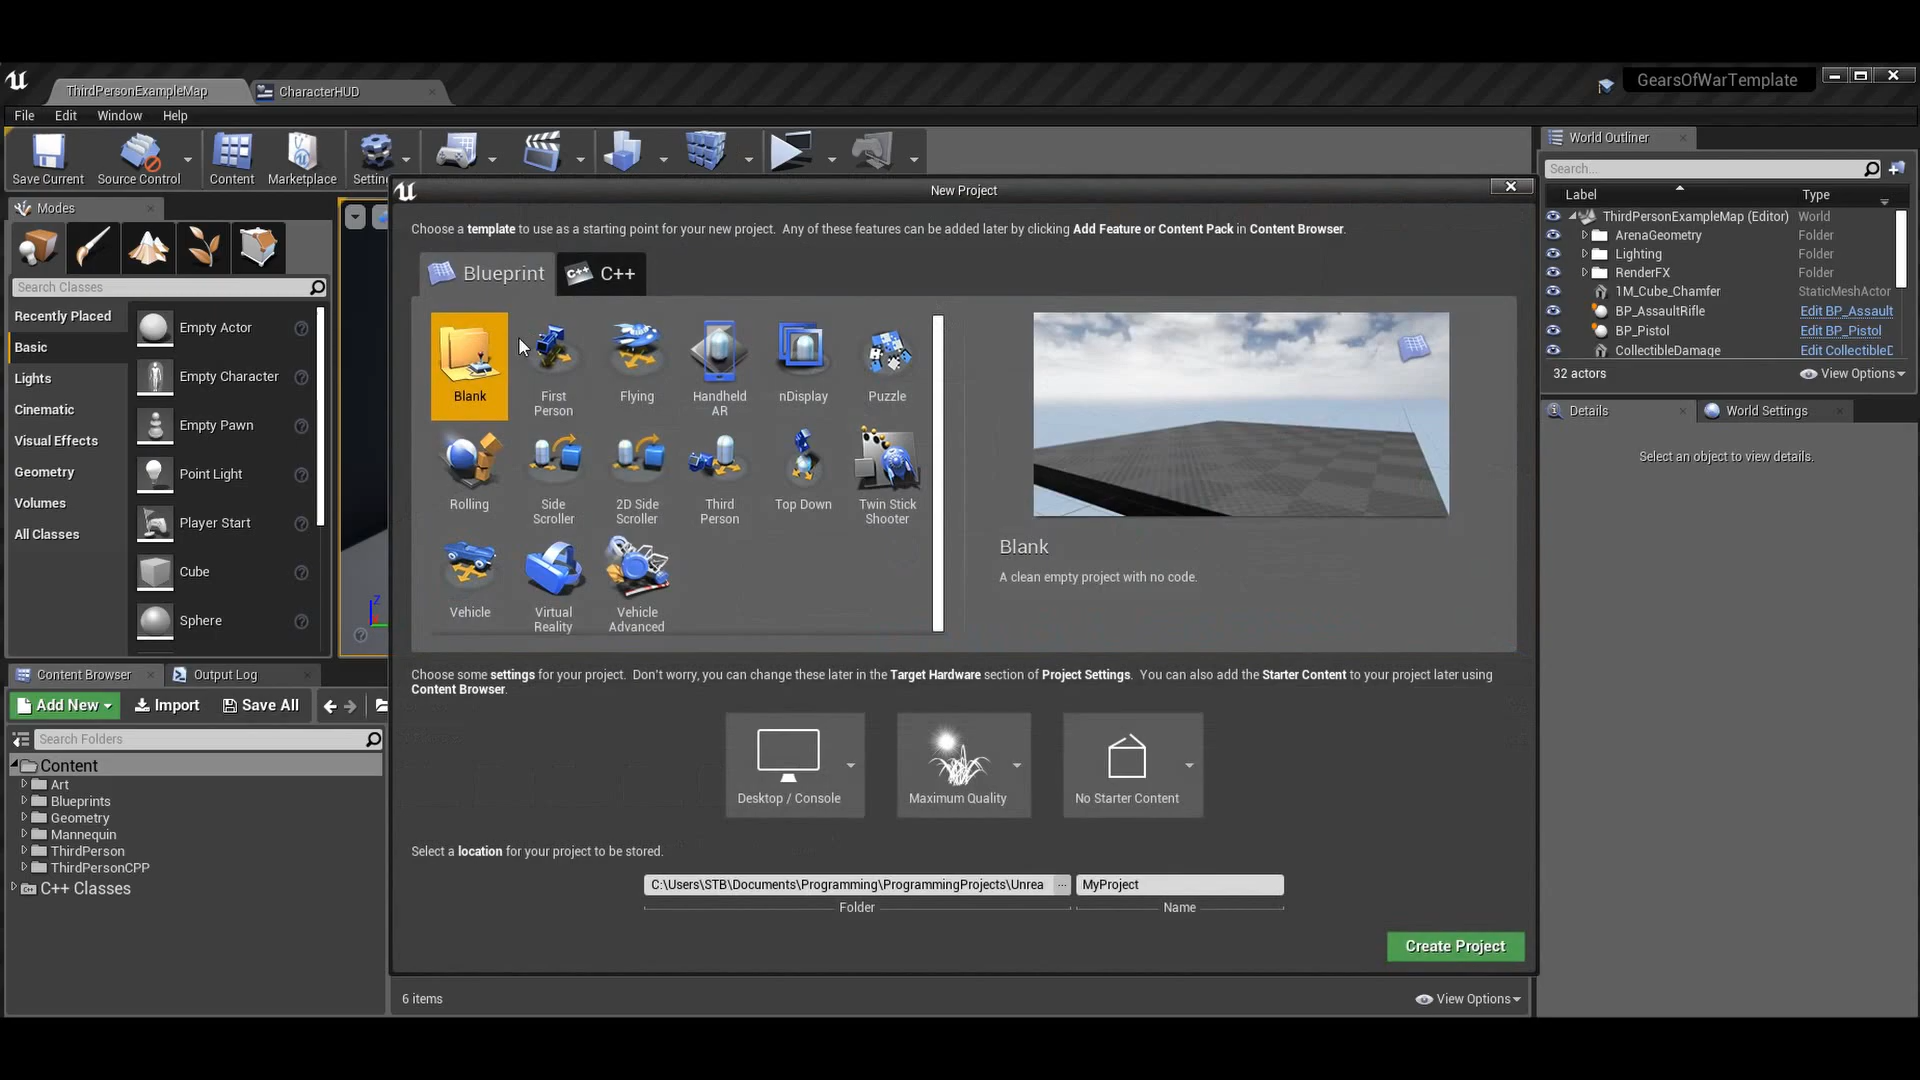 ThirdPersonExampleMap
CharacterHUD
GearsOfWarTemplate
File Edit Window Help
Save Current
Source Control
Content
Marketplace
World Outliner
Search...
Label Type
ThirdPersonExampleMap (Editor) World
ArenaGeometry Folder
Lighting Folder
RenderFX Folder
1M_Cube_Chamfer StaticMeshActor
BP_AssaultRifle Edit BP_Assault
BP_Pistol Edit BP_Pistol
CollectibleDamage
32 actors
View Options
Details
World Settings
Select an object to view details.
Modes
Search Classes
Recently Placed
Basic
Lights
Cinematic
Visual Effects
Geometry
Volumes
All Classes
Empty Actor
Empty Character
Empty Pawn
Point Light
Player Start
Cube
Sphere
Content Browser
Output Log
Add New
Import
Save All
Search Folders
Content
Art
Blueprints
Geometry
Mannequin
ThirdPerson
ThirdPersonCPP
C++ Classes
New Project
Choose a template to use as a starting point for your new project. Any of these features can be added later by clicking Add Feature or Content Pack in Content Browser.
Blueprint
C++
Blank
First
Person
Flying
Handheld
AR
nDisplay
Puzzle
Rolling
Side
Scroller
2D Side
Scroller
Third
Person
Top Down
Twin Stick
Shooter
Vehicle
Virtual
Reality
Vehicle
Advanced
Blank
A clean empty project with no code.
Choose some settings for your project. Don't worry, you can change these later in the Target Hardware section of Project Settings. You can also add the Starter Content to your project later using
Content Browser.
Desktop / Console
Maximum Quality
No Starter Content
Select a location for your project to be stored.
C:\Users\STB\Documents\Programming\ProgrammingProjects\Unrea
...
MyProject
Folder
Name
Create Project
6 items
View Options